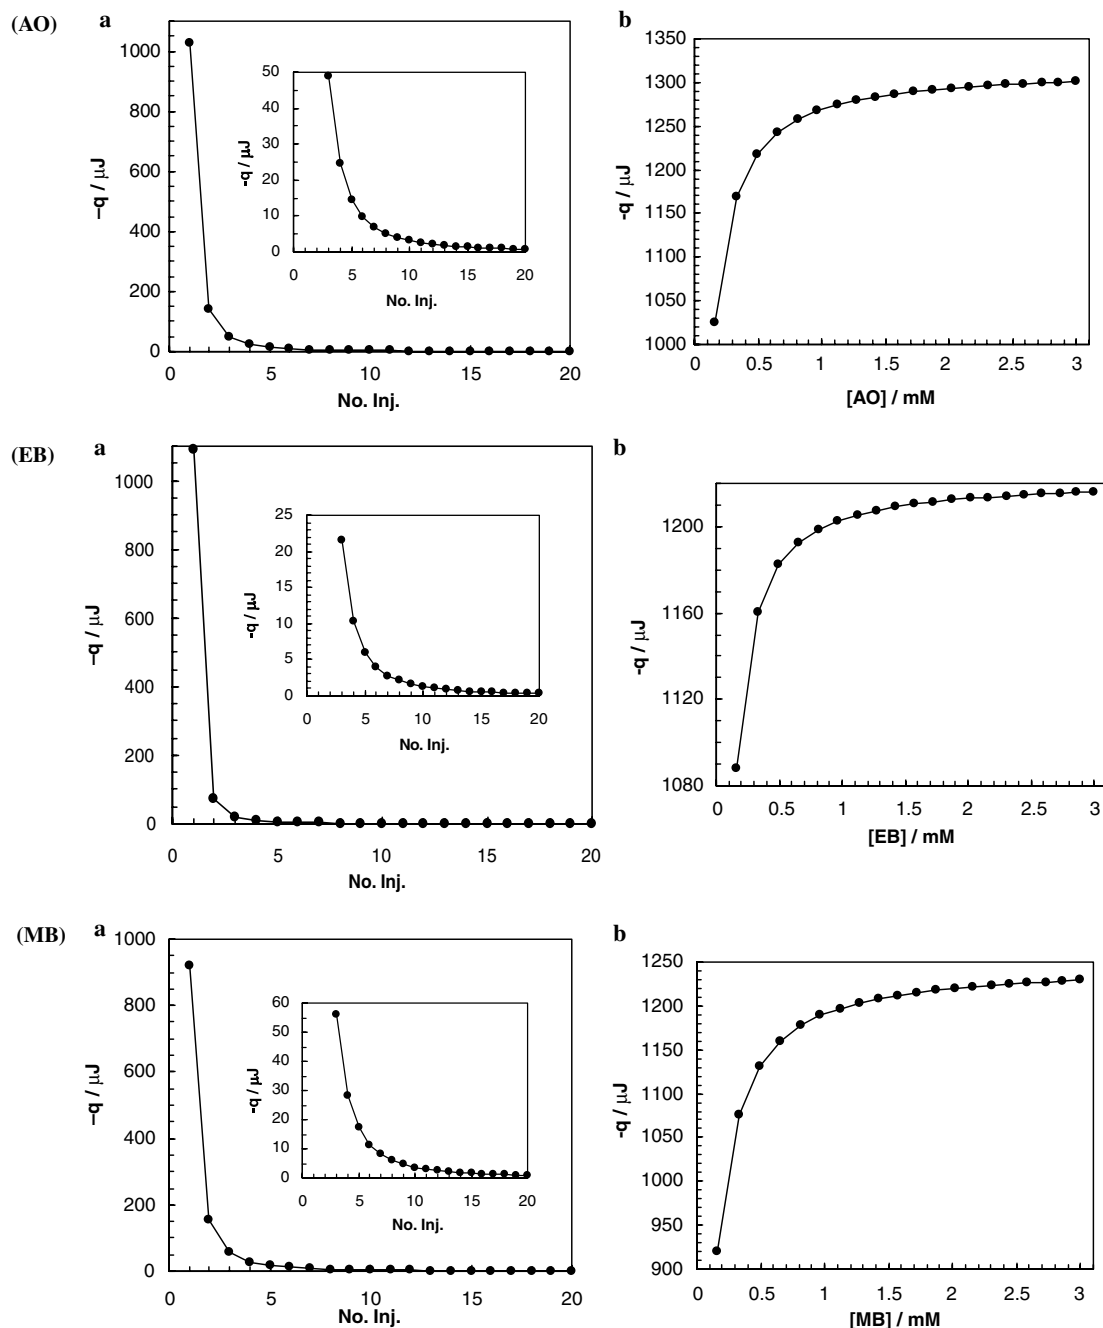 (AO)
a
1000
800
600
400
200
0
–q / µJ
0 5 10 15 20
No. Inj.
50
40
30
20
10
0
-q / µJ
0 5 10 15 20
No. Inj.
b
1350
1300
1250
1200
1150
1100
1050
1000
-q / µJ
0 0.5 1 1.5 2 2.5 3
[AO] / mM
(EB)
a
1000
800
600
400
200
0
–q / µJ
0 5 10 15 20
No. Inj.
25
20
15
10
5
0
-q / µJ
0 5 10 15 20
No. Inj.
b
1200
1160
1120
1080
-q / µJ
0 0.5 1 1.5 2 2.5 3
[EB] / mM
(MB)
a
1000
800
600
400
200
0
–q / µJ
0 5 10 15 20
No. Inj.
60
50
40
30
20
10
0
-q / µJ
0 5 10 15 20
No. Inj.
b
1250
1200
1150
1100
1050
1000
950
900
-q / µJ
0 0.5 1 1.5 2 2.5 3
[MB] / mM